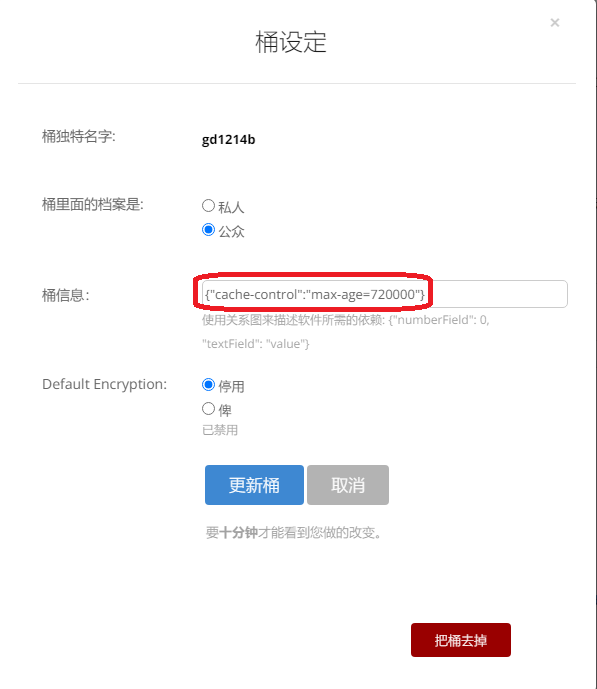 ×
桶设定
桶独特名字:
gd1214b
桶里面的档案是:
私人
公众
桶信息:
{"cache-control":"max-age=720000"}
使用关系图来描述软件所需的依赖: {"numberField": 0,
"textField": "value"}
Default Encryption:
停用
俾
已禁用
更新桶
取消
要十分钟才能看到您做的改变。
把桶去掉